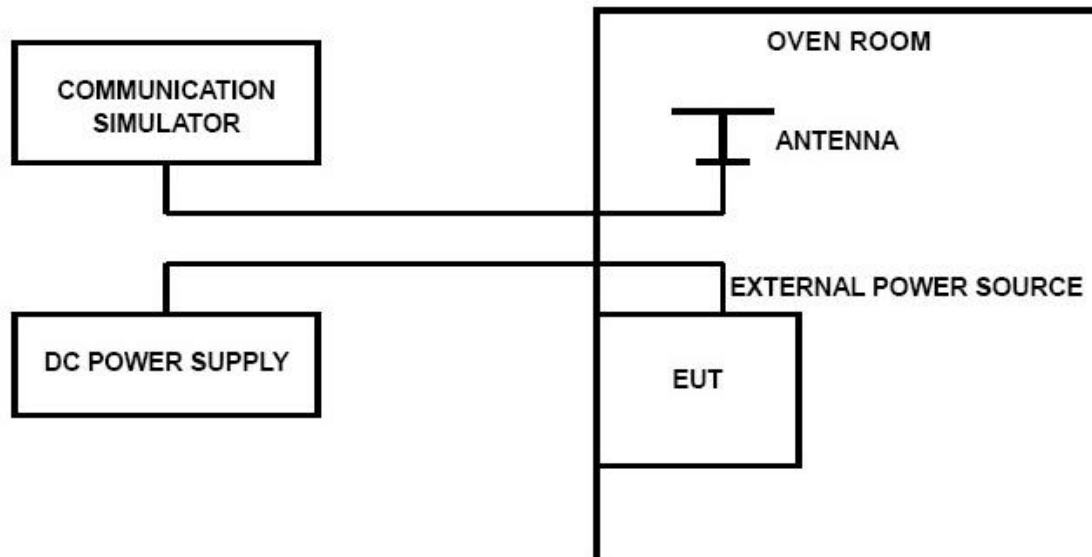 OVEN ROOM
COMMUNICATION
SIMULATOR
ANTENNA
EXTERNAL POWER SOURCE
DC POWER SUPPLY
EUT